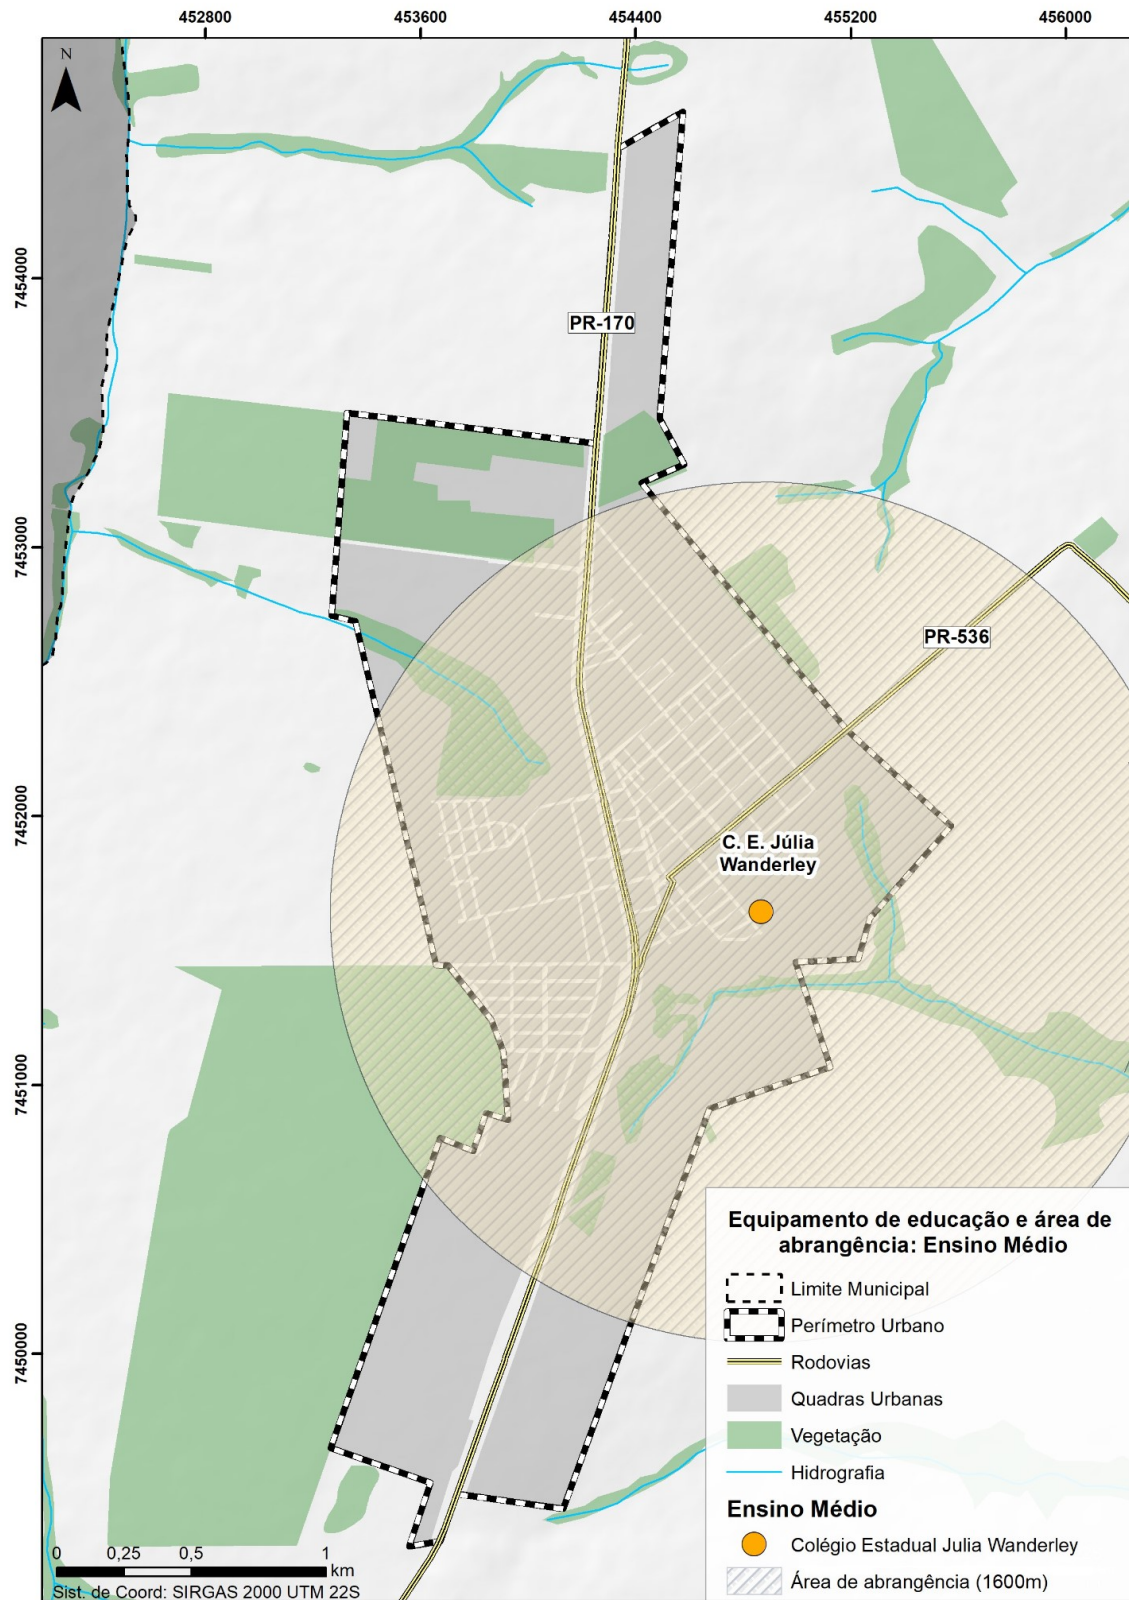 452800 453600 454400 455200 456000
N
7454000
PR-170
7453000
PR-536
7452000
C. E. Júlia
Wanderley
7451000
7450000
Equipamento de educação e área de
abrangência: Ensino Médio
Limite Municipal
Perímetro Urbano
Rodovias
Quadras Urbanas
Vegetação
Hidrografia
Ensino Médio
Colégio Estadual Julia Wanderley
Área de abrangência (1600m)
0 0,25 0,5 1
km
Sist. de Coord: SIRGAS 2000 UTM 22S